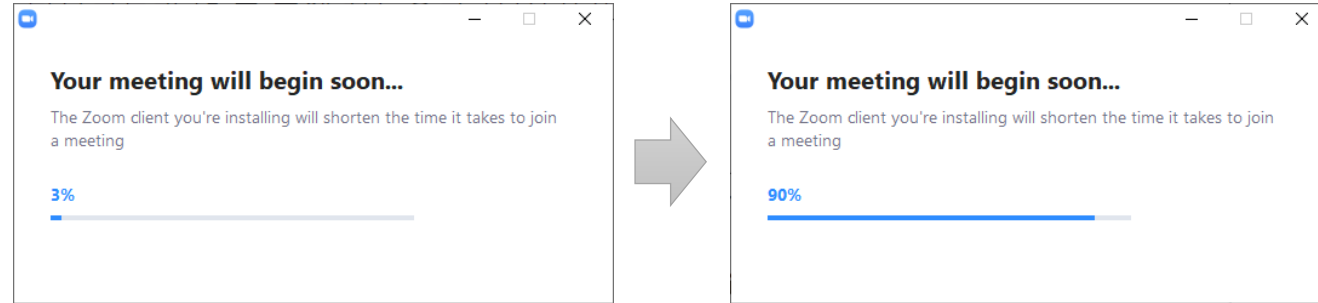 Your meeting will begin soon...
The Zoom client you're installing will shorten the time it takes to join
a meeting
3%
Your meeting will begin soon...
The Zoom client you're installing will shorten the time it takes to join
a meeting
90%